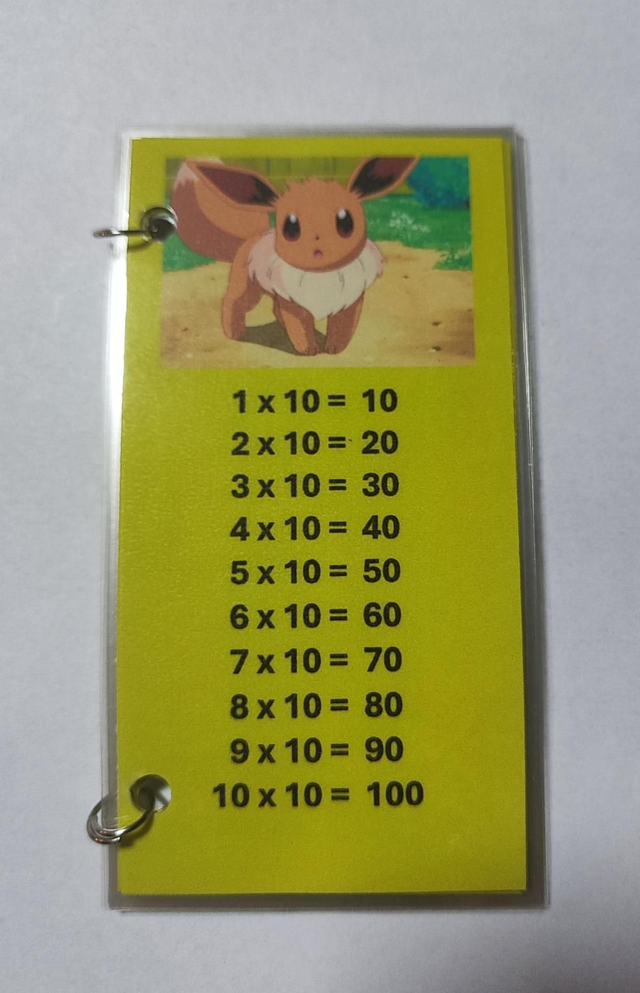 1 x 10 = 10
2 x 10 = 20
3 x 10 = 30
4 x 10 = 40
5 x 10 = 50
6 x 10 = 60
7 x 10 = 70
8 x 10 = 80
9 x 10 = 90
10 x 10 = 100